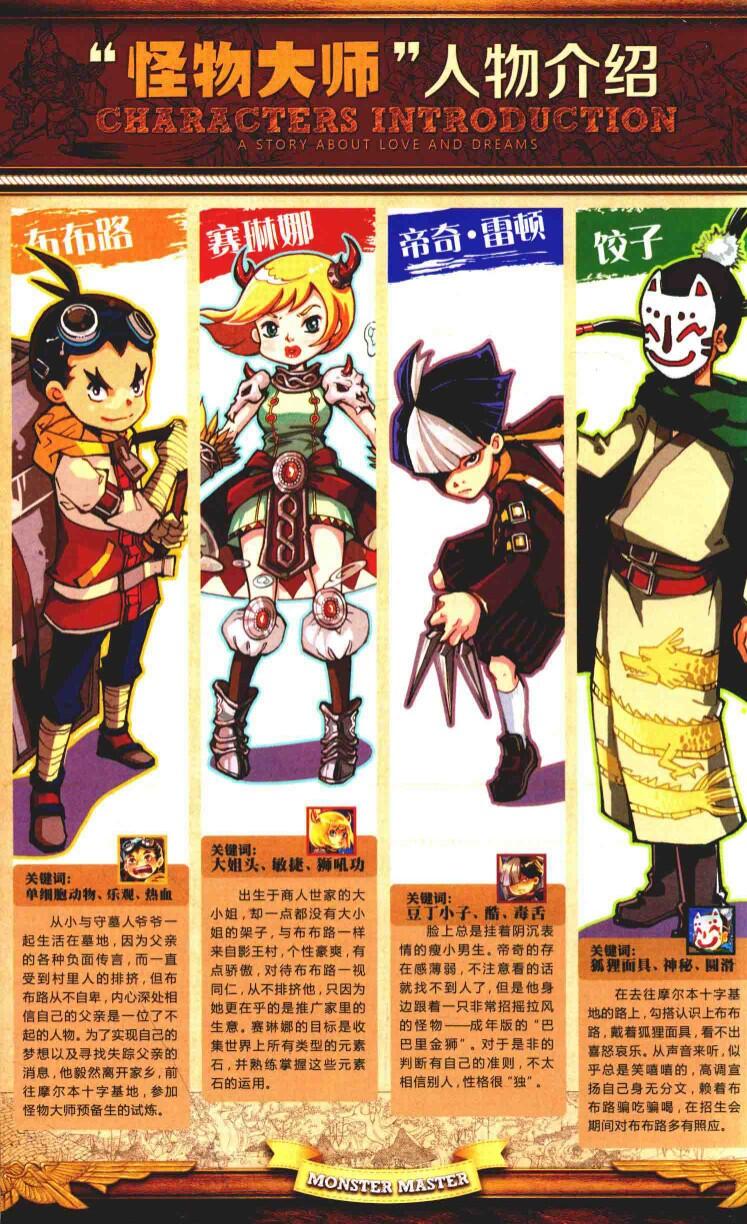 “怪物大师”人物介绍
CHARACTERS INTRODUCTION
A STORY ABOUT LOVE AND DREAMS
布布路
关键词:
单细胞动物、乐观、热血
从小与守墓人爷爷一
起生活在墓地，因为父亲
的各种负面传言，而一直
受到村里人的排挤，但布
布路从不自卑，内心深处相
信自己的父亲是一位了不
起的人物。为了实现自己的
梦想以及寻找失踪父亲的
消息，他毅然离开家乡，前
往摩尔本十字基地，参加
怪物大师预备生的试炼。
赛琳娜
关键词:
大姐头、敏捷、狮吼功
出生于商人世家的大
小姐，却一点都没有大小
姐的架子，与布布路一样
来自影王村，个性豪爽，有
点骄傲，对待布布路一视
同仁，从不排挤他，只因为
她更在乎的是推广家里的
生意。赛琳娜的目标是收
集世界上所有类型的元素
石，并熟练掌握这些元素
石的运用。
帝奇·雷顿
关键词:
豆丁小子、酷、毒舌
脸上总是挂着阴沉表
情的瘦小男生。帝奇的存
在感薄弱，不注意看的话
就找不到人了，但是他身
边跟着一只非常招摇拉风
的怪物——成年版的“巴
巴里金狮”。对于是非的
判断有自己的准则，不太
相信别人，性格很“独”。
饺子
关键词:
狐狸面具、神秘、圆滑
在去往摩尔本十字基
地的路上，勾搭认识上布布
路，戴着狐狸面具，看不出
喜怒哀乐。从声音来听，似
乎总是笑嘻嘻的，高调宣
扬自己身无分文，赖着布
布路骗吃骗喝，在招生会
期间对布布路多有照应。
MONSTER MASTER